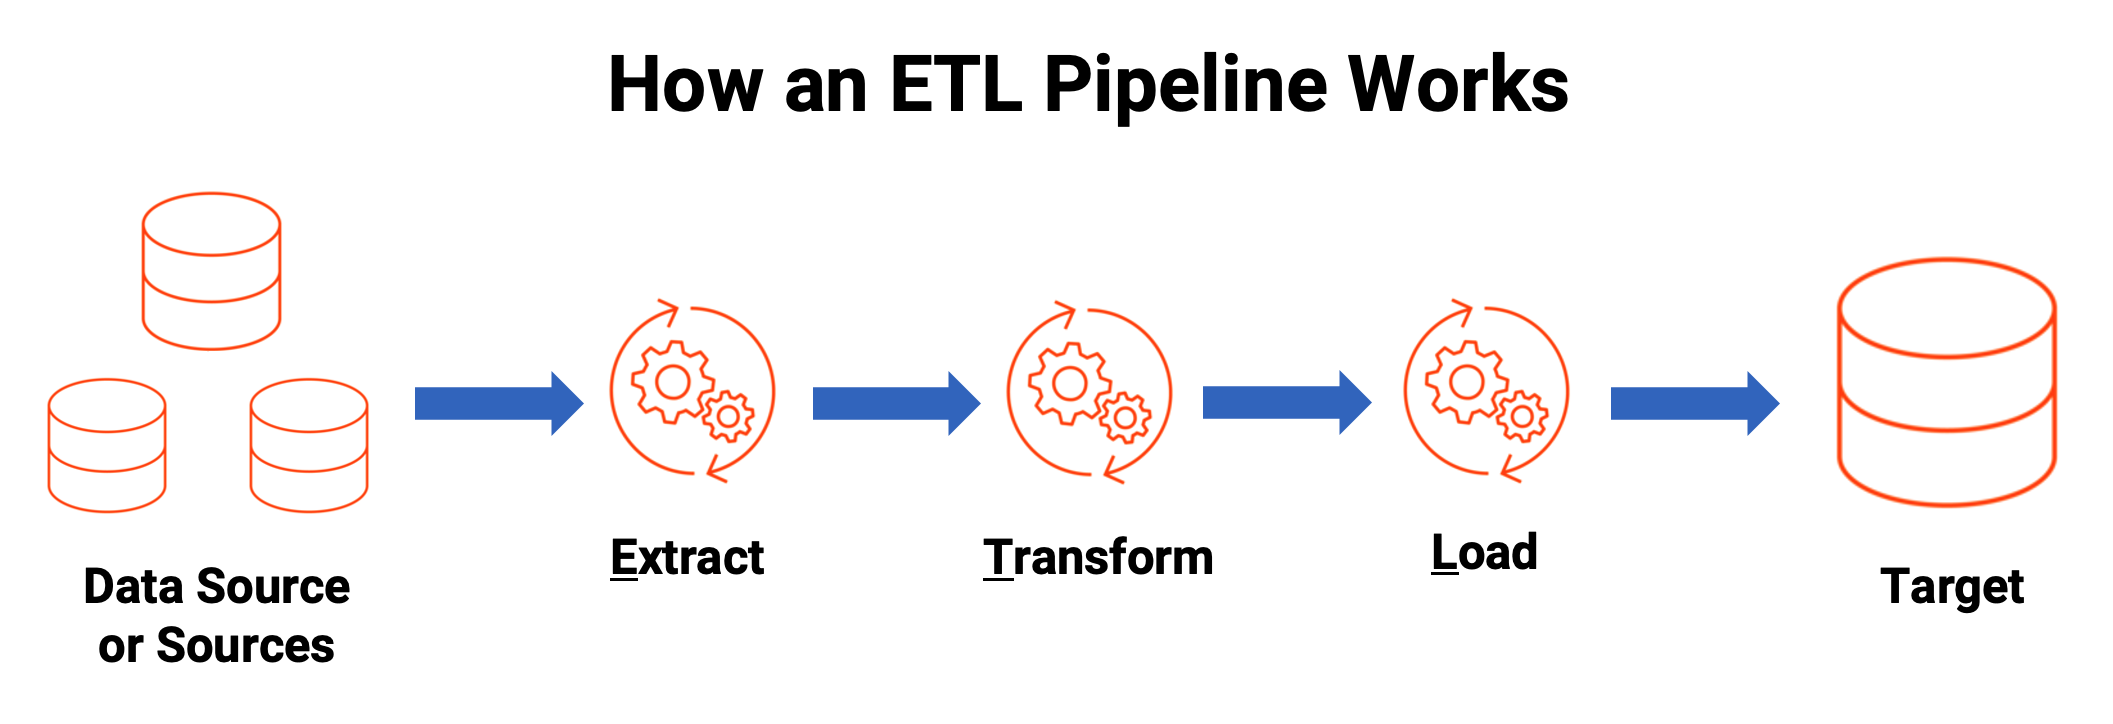 How an ETL Pipeline Works
Data Source
or Sources
Extract
Transform
Load
Target